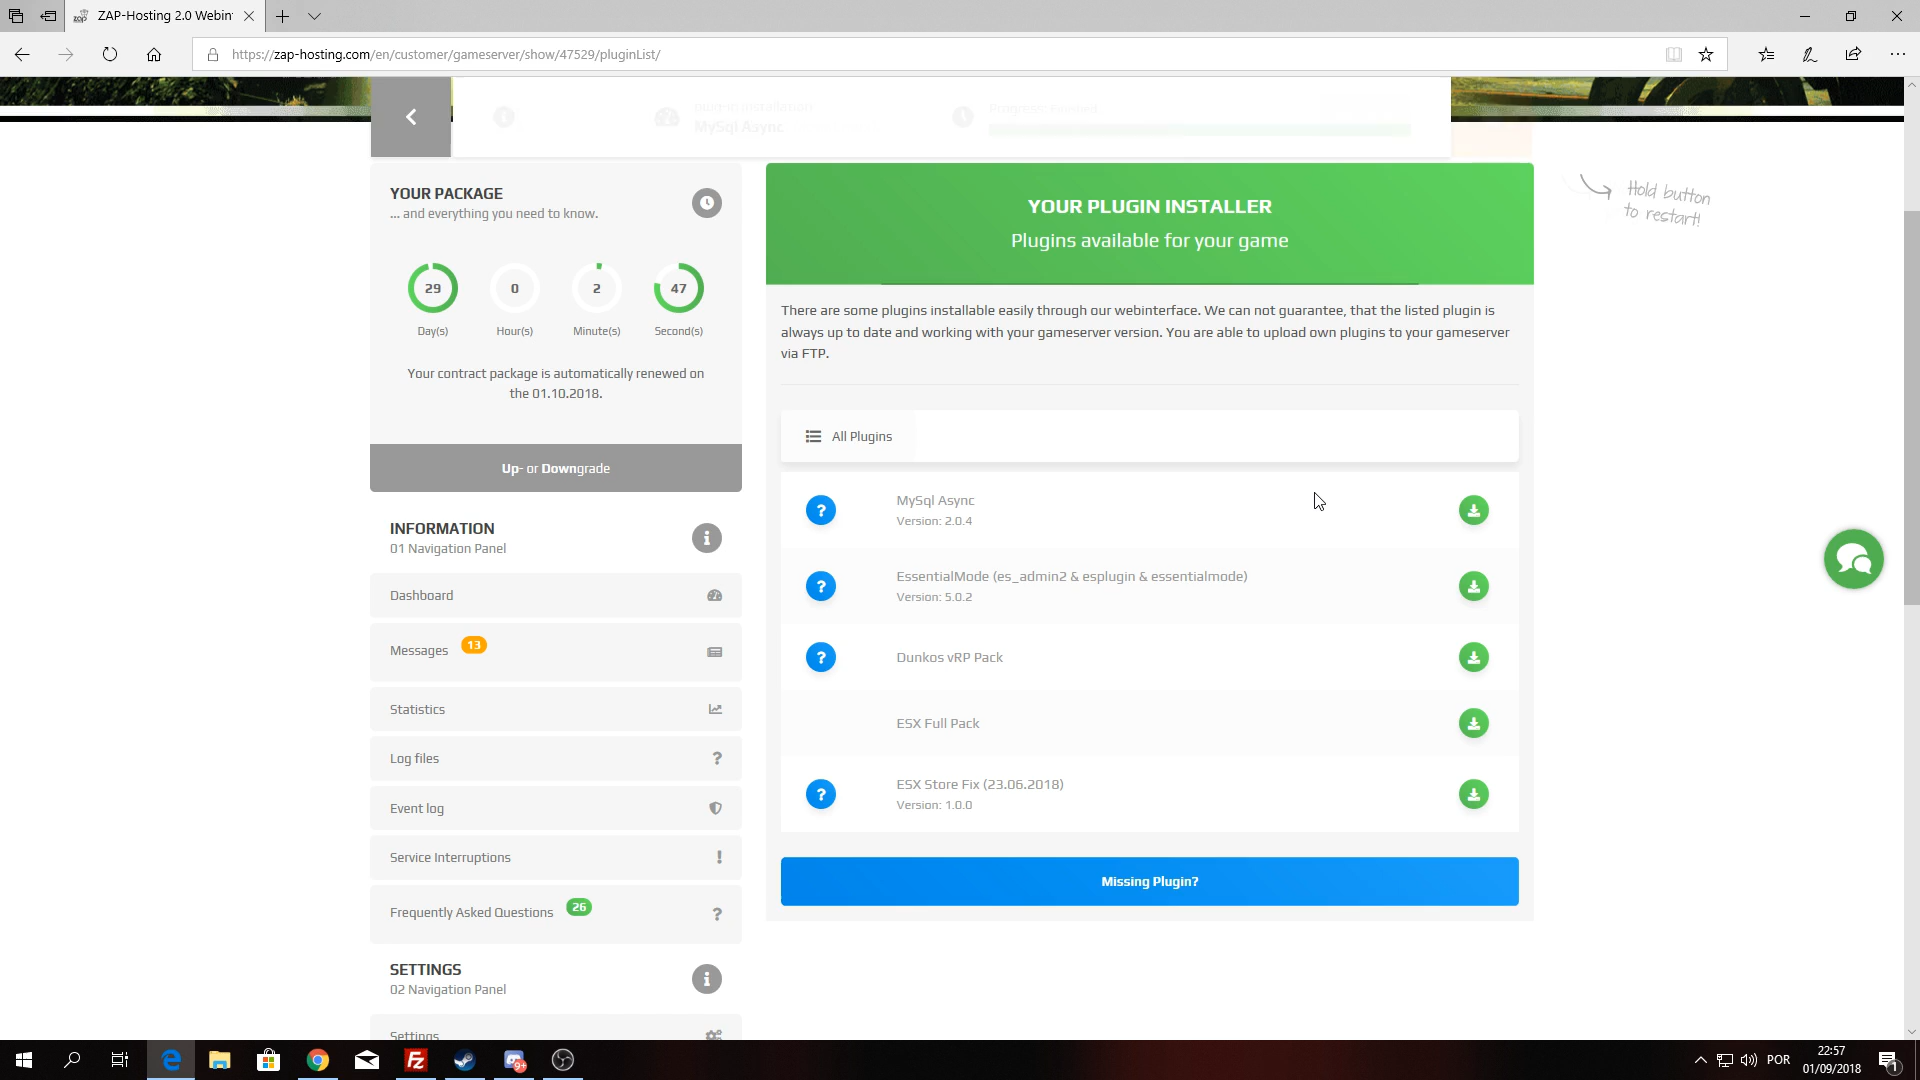 ZAP-Hosting 2.0 Webin
https://zap-hosting.com/en/customer/gameserver/show/47529/pluginList/
plug-in installation
MySql Async
Progress: Finished
Hold button
to restart!
YOUR PACKAGE
... and everything you need to know.
29
0
2
47
Day(s)
Hour(s)
Minute(s)
Second(s)
Your contract package is automatically renewed on
the 01.10.2018.
Up- or Downgrade
INFORMATION
01 Navigation Panel
Dashboard
Messages 13
Statistics
Log files
?
Event log
Service Interruptions
!
Frequently Asked Questions 26
?
SETTINGS
02 Navigation Panel
Settings
YOUR PLUGIN INSTALLER
Plugins available for your game
There are some plugins installable easily through our webinterface. We can not guarantee, that the listed plugin is
always up to date and working with your gameserver version. You are able to upload own plugins to your gameserver
via FTP.
All Plugins
? MySql Async
Version: 2.0.4
? EssentialMode (es_admin2 & esplugin & essentialmode)
Version: 5.0.2
? Dunkos vRP Pack
ESX Full Pack
? ESX Store Fix (23.06.2018)
Version: 1.0.0
Missing Plugin?
9+
POR
22:57
01/09/2018
1